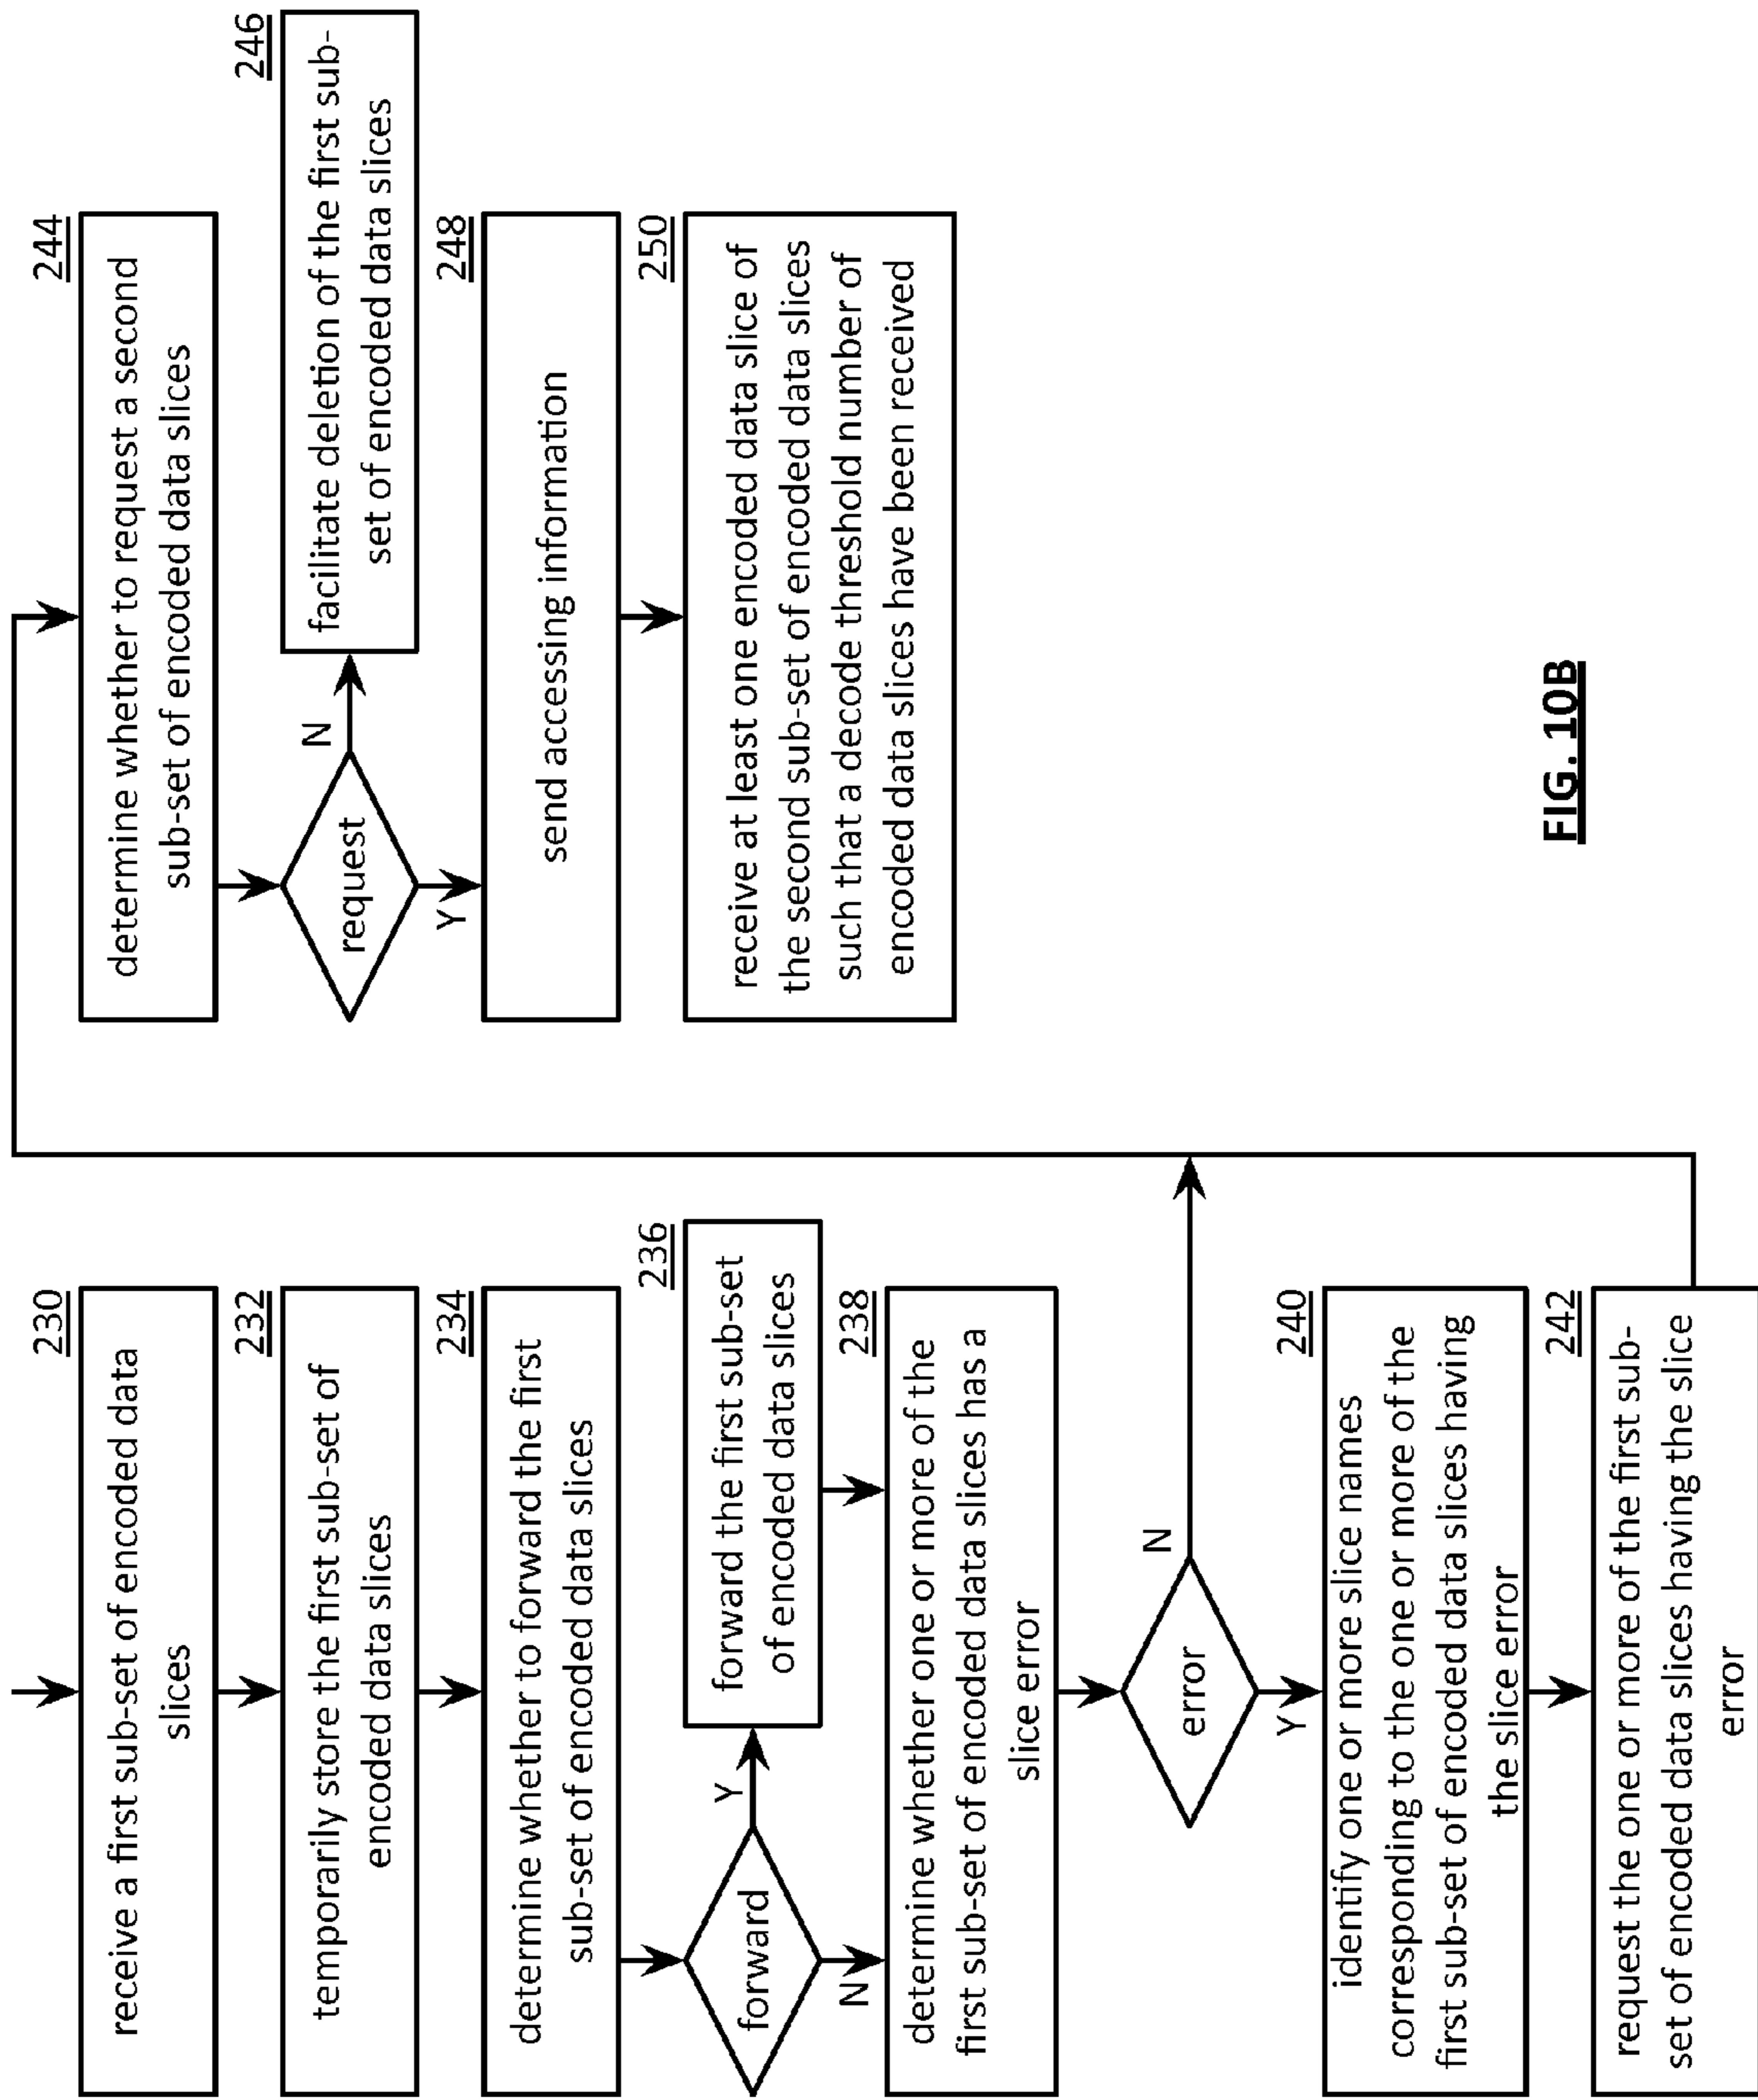 230
receive a first sub-set of encoded data
slices
232
temporarily store the first sub-set of
encoded data slices
234
determine whether to forward the first
sub-set of encoded data slices
forward
Y
N
236
forward the first sub-set
of encoded data slices
238
determine whether one or more of the
first sub-set of encoded data slices has a
slice error
error
N
Y
240
identify one or more slice names
corresponding to the one or more of the
first sub-set of encoded data slices having
the slice error
242
request the one or more of the first sub-
set of encoded data slices having the slice
error
244
determine whether to request a second
sub-set of encoded data slices
request
N
Y
246
facilitate deletion of the first sub-
set of encoded data slices
248
send accessing information
250
receive at least one encoded data slice of
the second sub-set of encoded data slices
such that a decode threshold number of
encoded data slices have been received
FIG. 10B